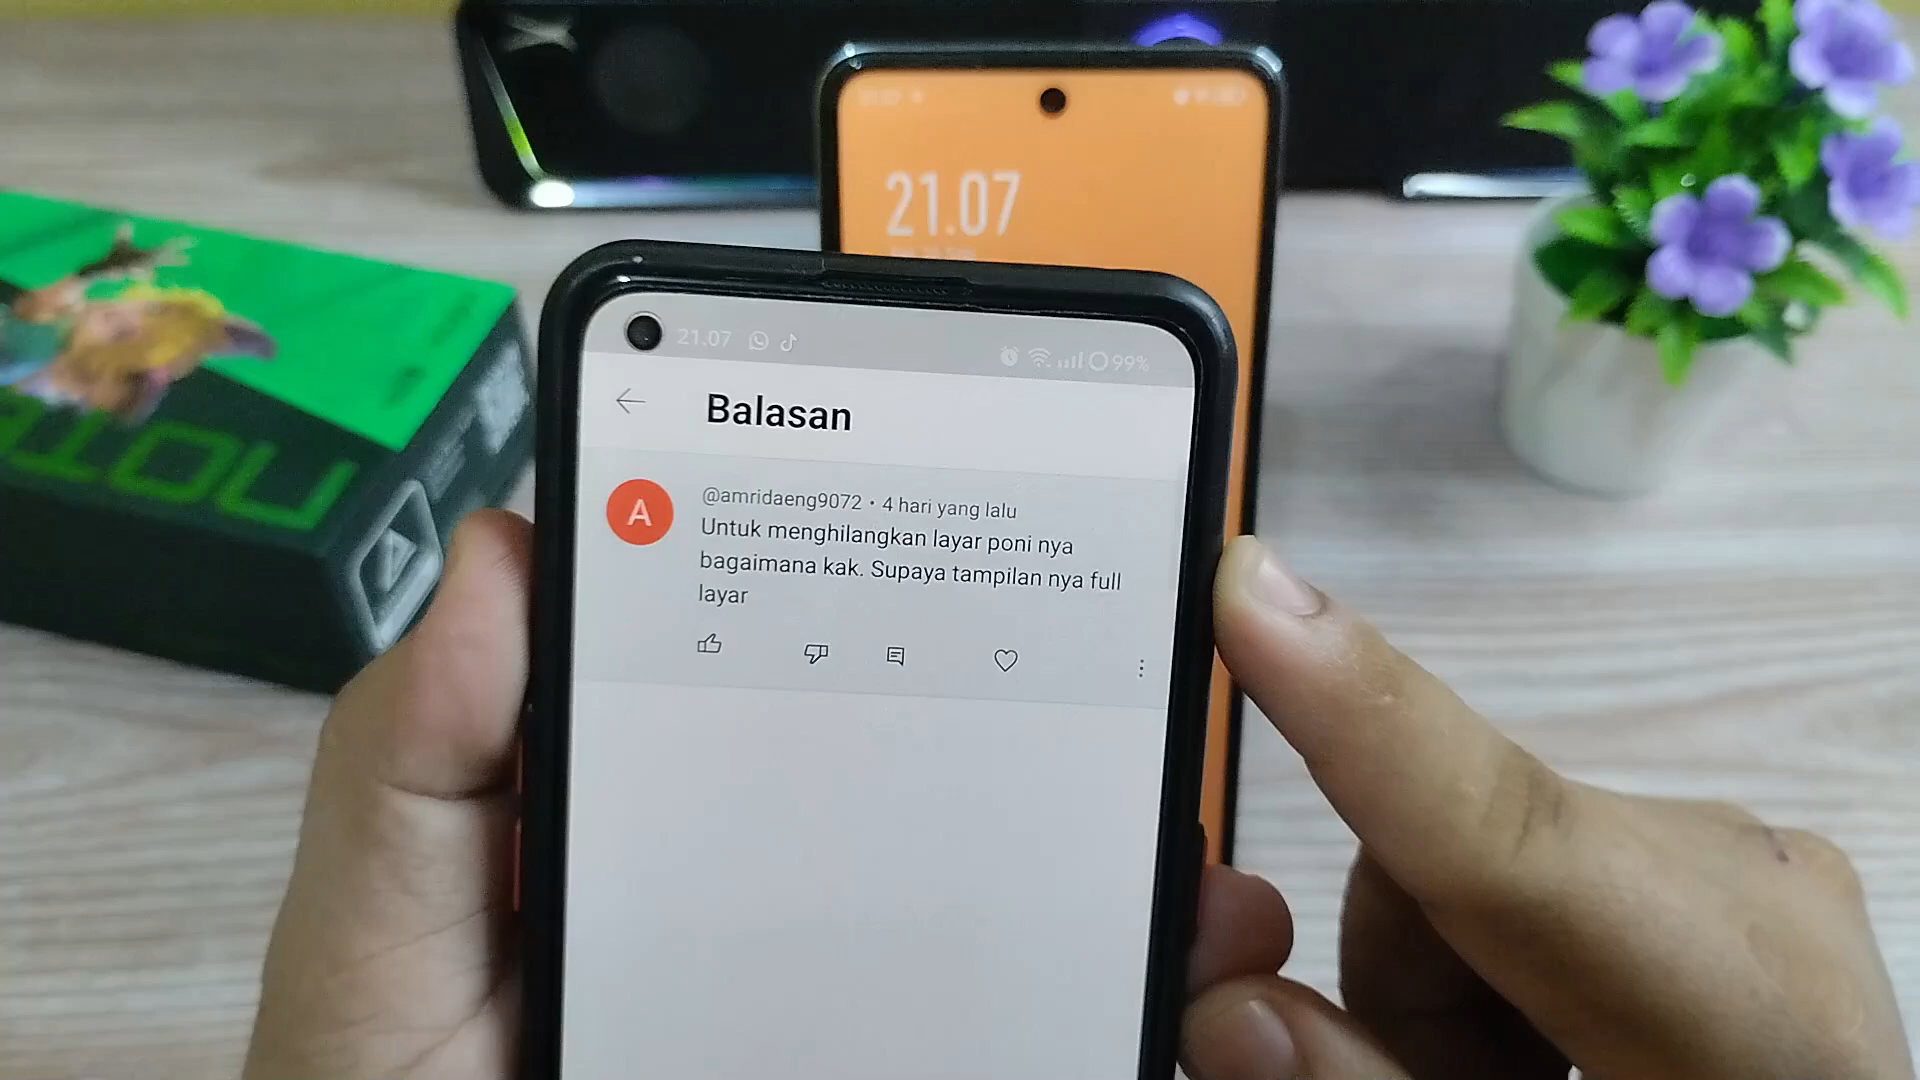 21.07
21.07
99%
Balasan
A
@amridaeng9072 • 4 hari yang lalu
Untuk menghilangkan layar poni nya
bagaimana kak. Supaya tampilan nya full
layar